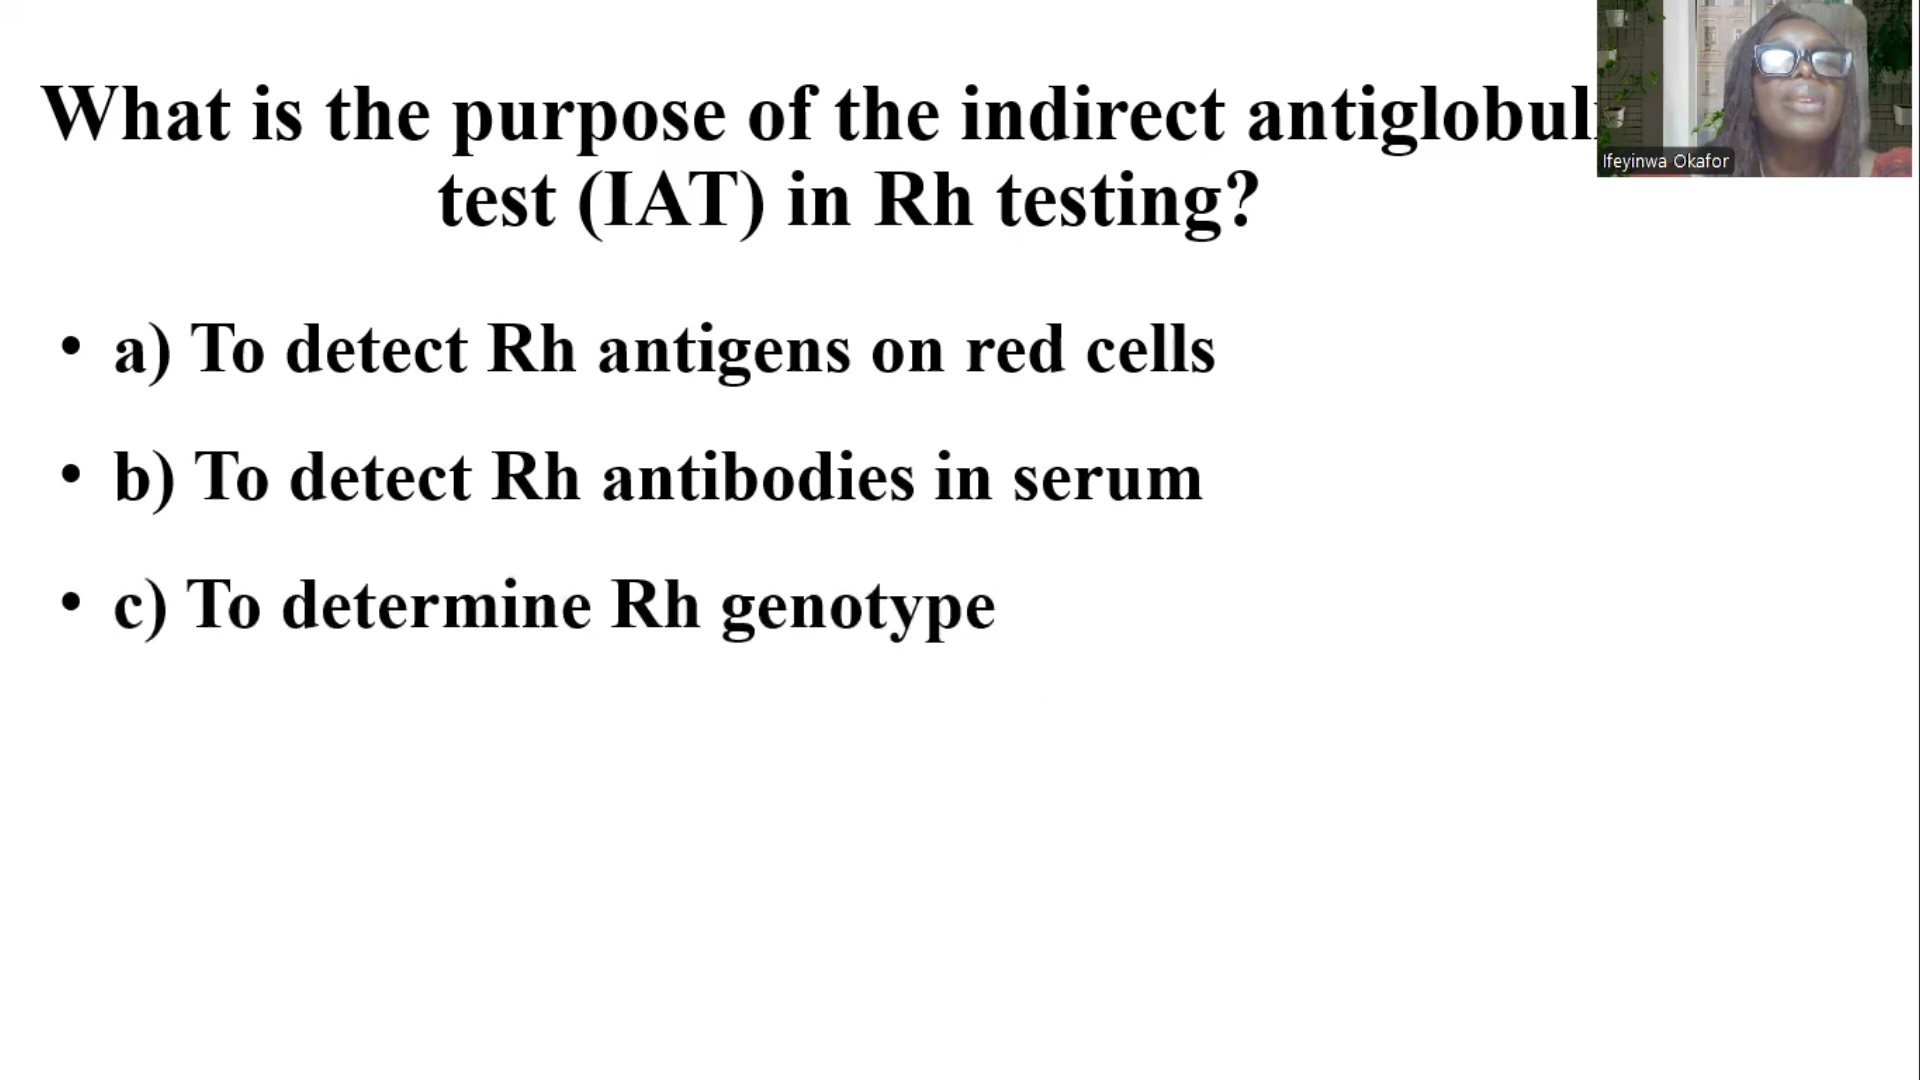 What is the purpose of the indirect antiglobuli
test (IAT) in Rh testing?
Ifeyinwa Okafor
• a) To detect Rh antigens on red cells
• b) To detect Rh antibodies in serum
• c) To determine Rh genotype